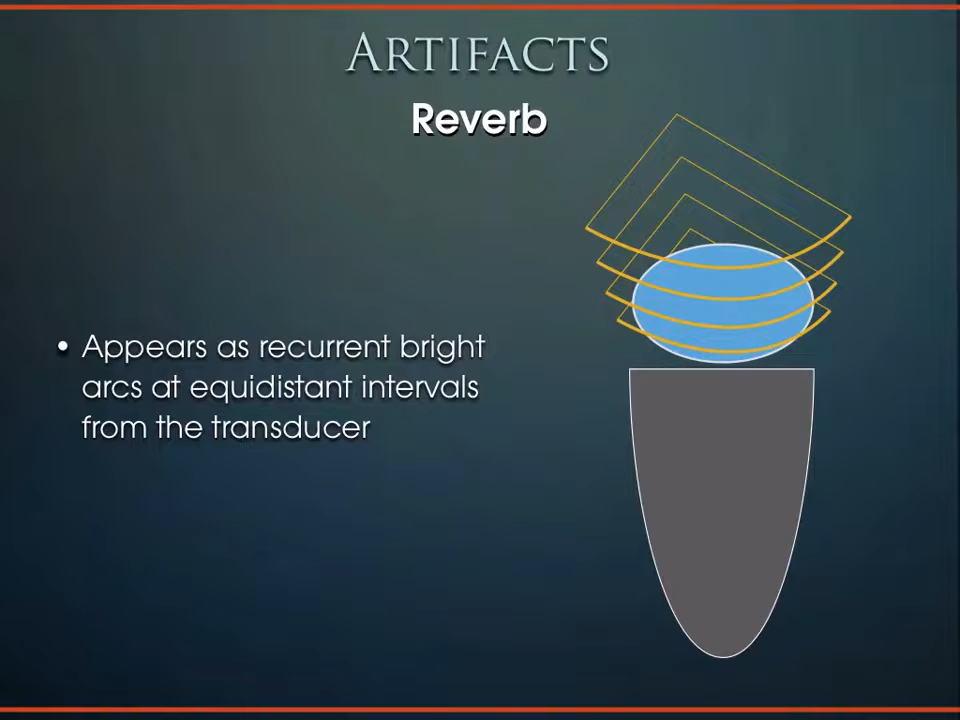 ARTIFACTS
Reverb
• Appears as recurrent bright
arcs at equidistant intervals
from the transducer